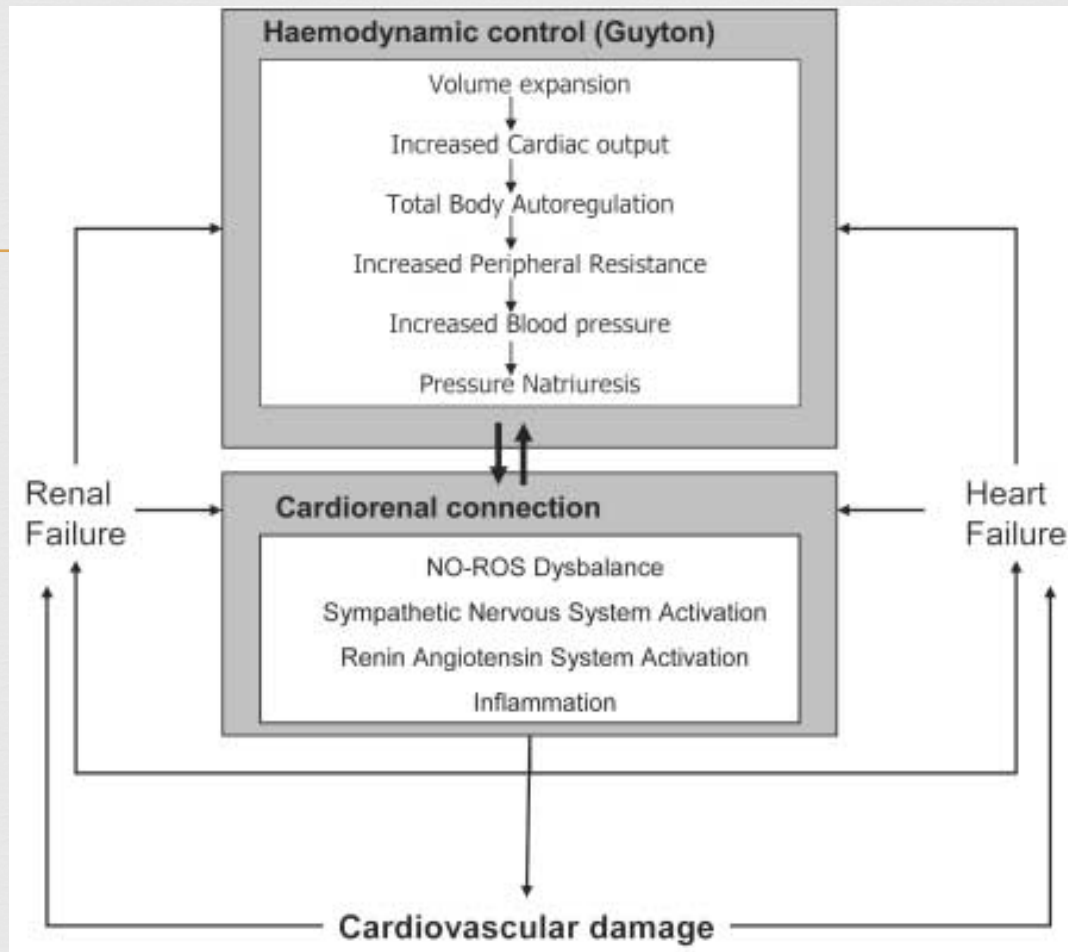 Haemodynamic control (Guyton)
Volume expansion
Increased Cardiac output
Total Body Autoregulation
Increased Peripheral Resistance
Increased Blood pressure
Pressure Natriuresis
Renal
Failure
Heart
Failure
Cardiorenal connection
NO-ROS Dysbalance
Sympathetic Nervous System Activation
Renin Angiotensin System Activation
Inflammation
Cardiovascular damage